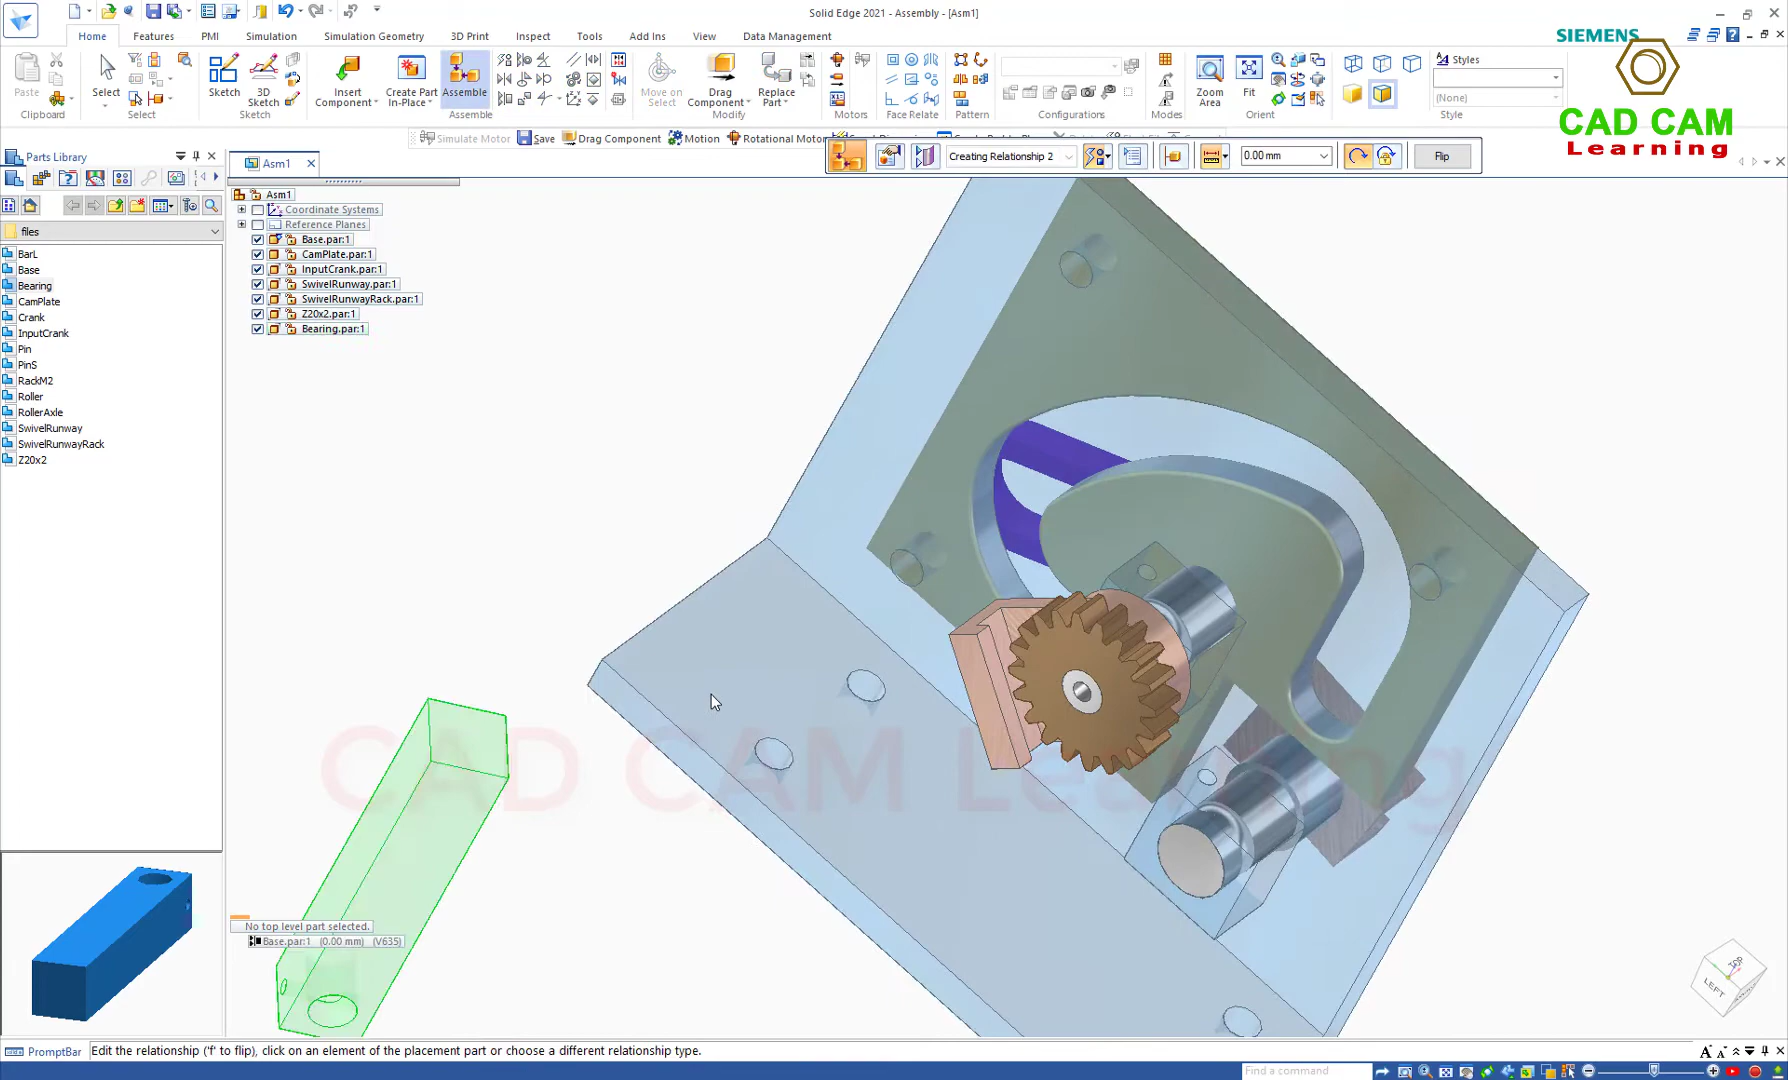 Solid Edge 2021 - Assembly - [Asm1]
Home
Features
PMI
Simulation
Simulation Geometry
3D Print
Inspect
Tools
Add Ins
View
Data Management
SIEMENS
CAD CAM
Learning
Paste
Clipboard
Select
Select
Sketch
3D
Sketch
Sketch
Insert
Component
Create Part
In-Place
Assemble
Assemble
Move on
Select
Drag
Component
Replace
Part
Modify
Motors
Face Relate
Pattern
Configurations
Modes
Zoom
Area
Fit
Orient
Styles
(None)
Style
Simulate Motor
Save
Drag Component
Motion
Rotational Motor
Creating Relationship 2
0.00 mm
Flip
Parts Library
Asm1
files
BarL
Base
Bearing
CamPlate
Crank
InputCrank
Pin
PinS
RackM2
Roller
RollerAxle
SwivelRunway
SwivelRunwayRack
Z20x2
Asm1
Coordinate Systems
Reference Planes
Base.par:1
CamPlate.par:1
InputCrank.par:1
SwivelRunway.par:1
SwivelRunwayRack.par:1
Z20x2.par:1
Bearing.par:1
CAD CAM Learning
No top level part selected.
Base.par:1 (0.00 mm) (V635)
LEFT
PromptBar
Edit the relationship ('f' to flip), click on an element of the placement part or choose a different relationship type.
Find a command